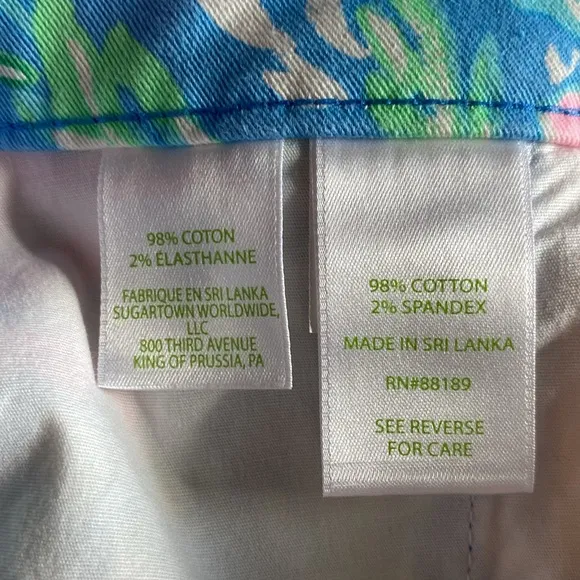 98% COTON
2% ÉLASTHANNE
FABRIQUE EN SRI LANKA
SUGARTOWN WORLDWIDE,
LLC
800 THIRD AVENUE
KING OF PRUSSIA, PA
98% COTTON
2% SPANDEX
MADE IN SRI LANKA
RN#88189
SEE REVERSE
FOR CARE